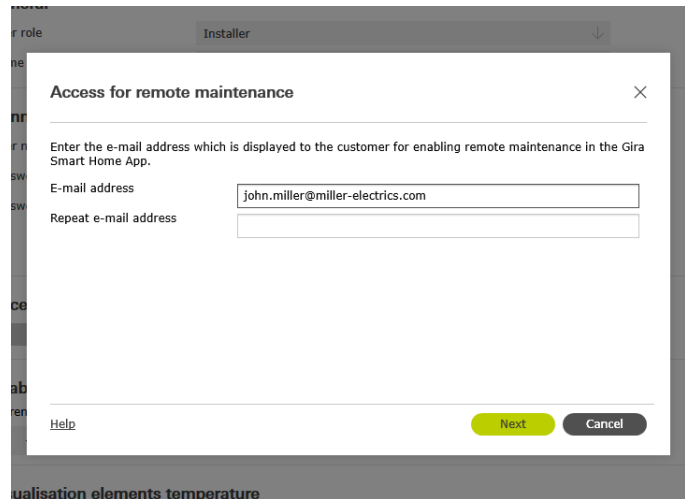 r role
Installer
me
Access for remote maintenance
Enter the e-mail address which is displayed to the customer for enabling remote maintenance in the Gira
Smart Home App.
E-mail address
john.miller@miller-electrics.com
Repeat e-mail address
Help
Next
Cancel
ualisation elements temperature